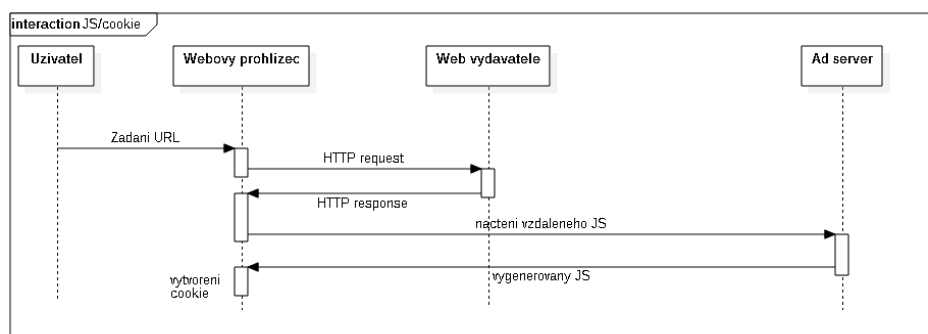 interaction JS/cookie
Uzivatel
Webovy prohlizec
Web vydavatele
Ad server
Zadani URL
HTTP request
HTTP response
nacteni vzdaleneho JS
vygenerovany JS
vytvoreni
cookie